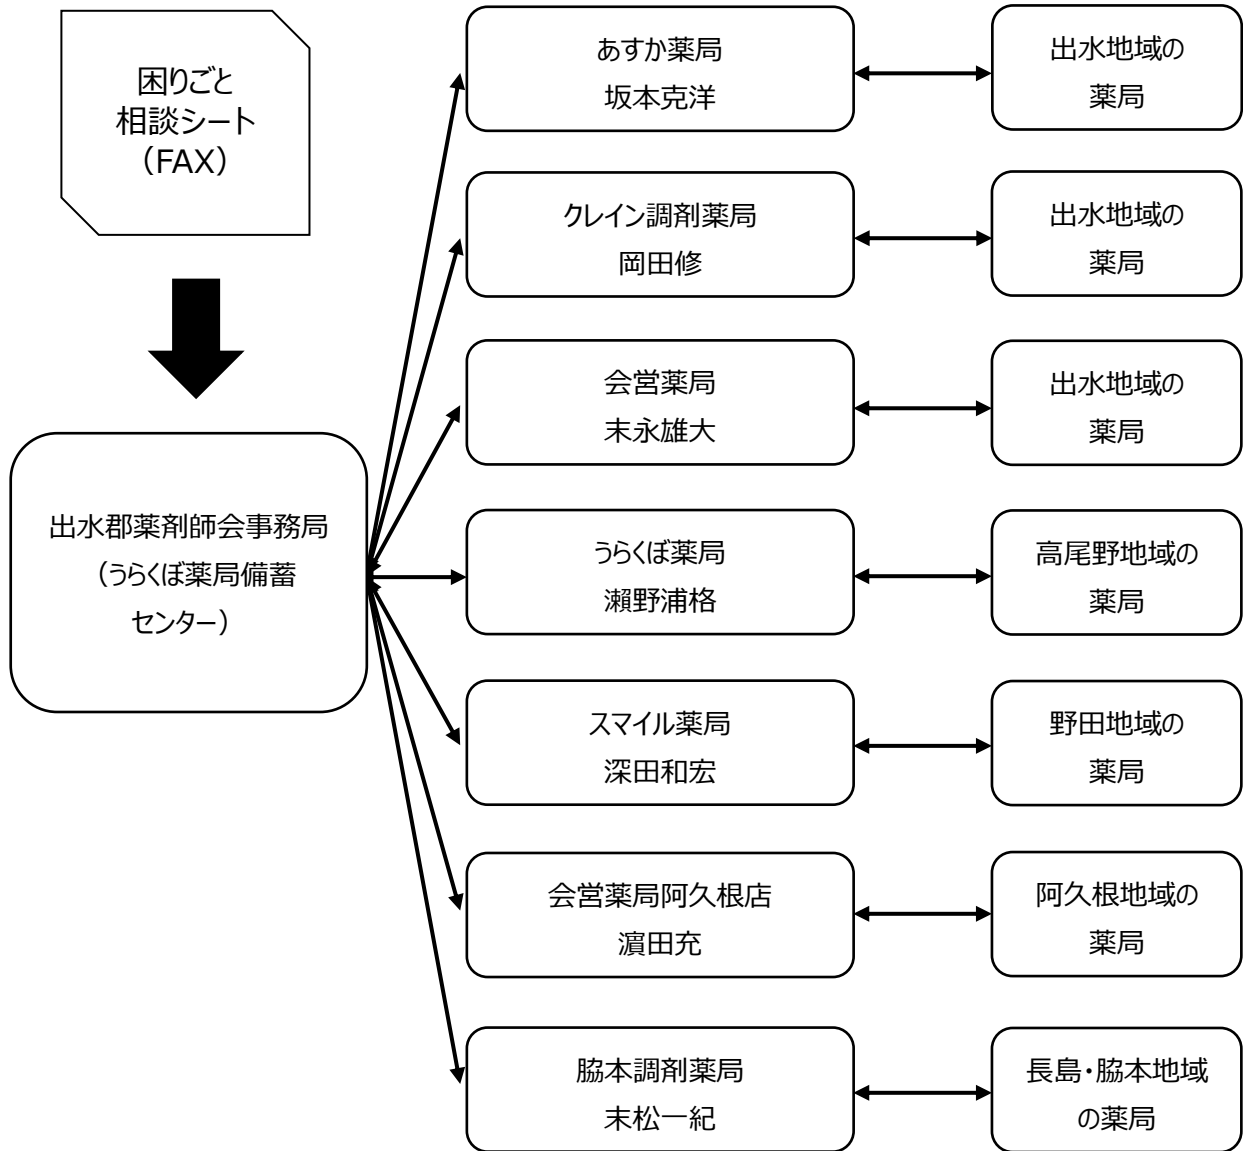 困りごと
相談シート
（FAX）
出水郡薬剤師会事務局
（うらくぼ薬局備蓄
センター）
あすか薬局
坂本克洋
出水地域の
薬局
クレイン調剤薬局
岡田修
出水地域の
薬局
会営薬局
末永雄大
出水地域の
薬局
うらくぼ薬局
瀬野浦格
高尾野地域の
薬局
スマイル薬局
深田和宏
野田地域の
薬局
会営薬局阿久根店
濵田充
阿久根地域の
薬局
脇本調剤薬局
末松一紀
長島・脇本地域
の薬局